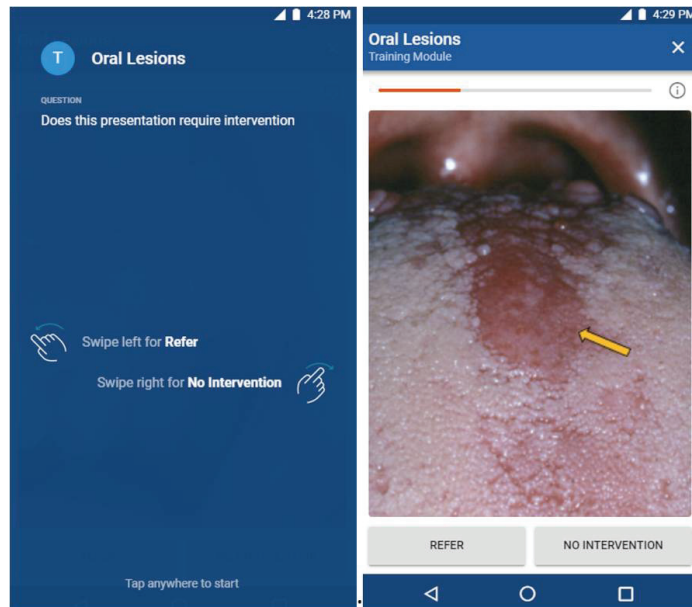 4:28 PM
T
Oral Lesions
QUESTION
Does this presentation require intervention
Swipe left for Refer
Swipe right for No Intervention
Tap anywhere to start
4:29 PM
Oral Lesions
Training Module
REFER
NO INTERVENTION